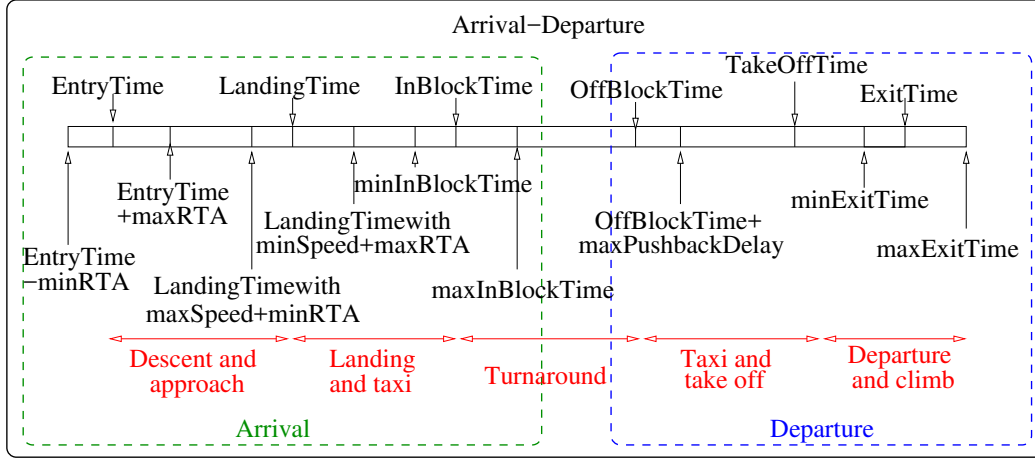 Arrival−Departure
EntryTime
LandingTime
InBlockTime
OffBlockTime
TakeOffTime
ExitTime
EntryTime
−minRTA
EntryTime
+maxRTA
LandingTimewith
maxSpeed+minRTA
LandingTimewith
minSpeed+maxRTA
minInBlockTime
maxInBlockTime
OffBlockTime+
maxPushbackDelay
minExitTime
maxExitTime
Descent and
approach
Landing
and taxi
Turnaround
Taxi and
take off
Departure
and climb
Arrival
Departure